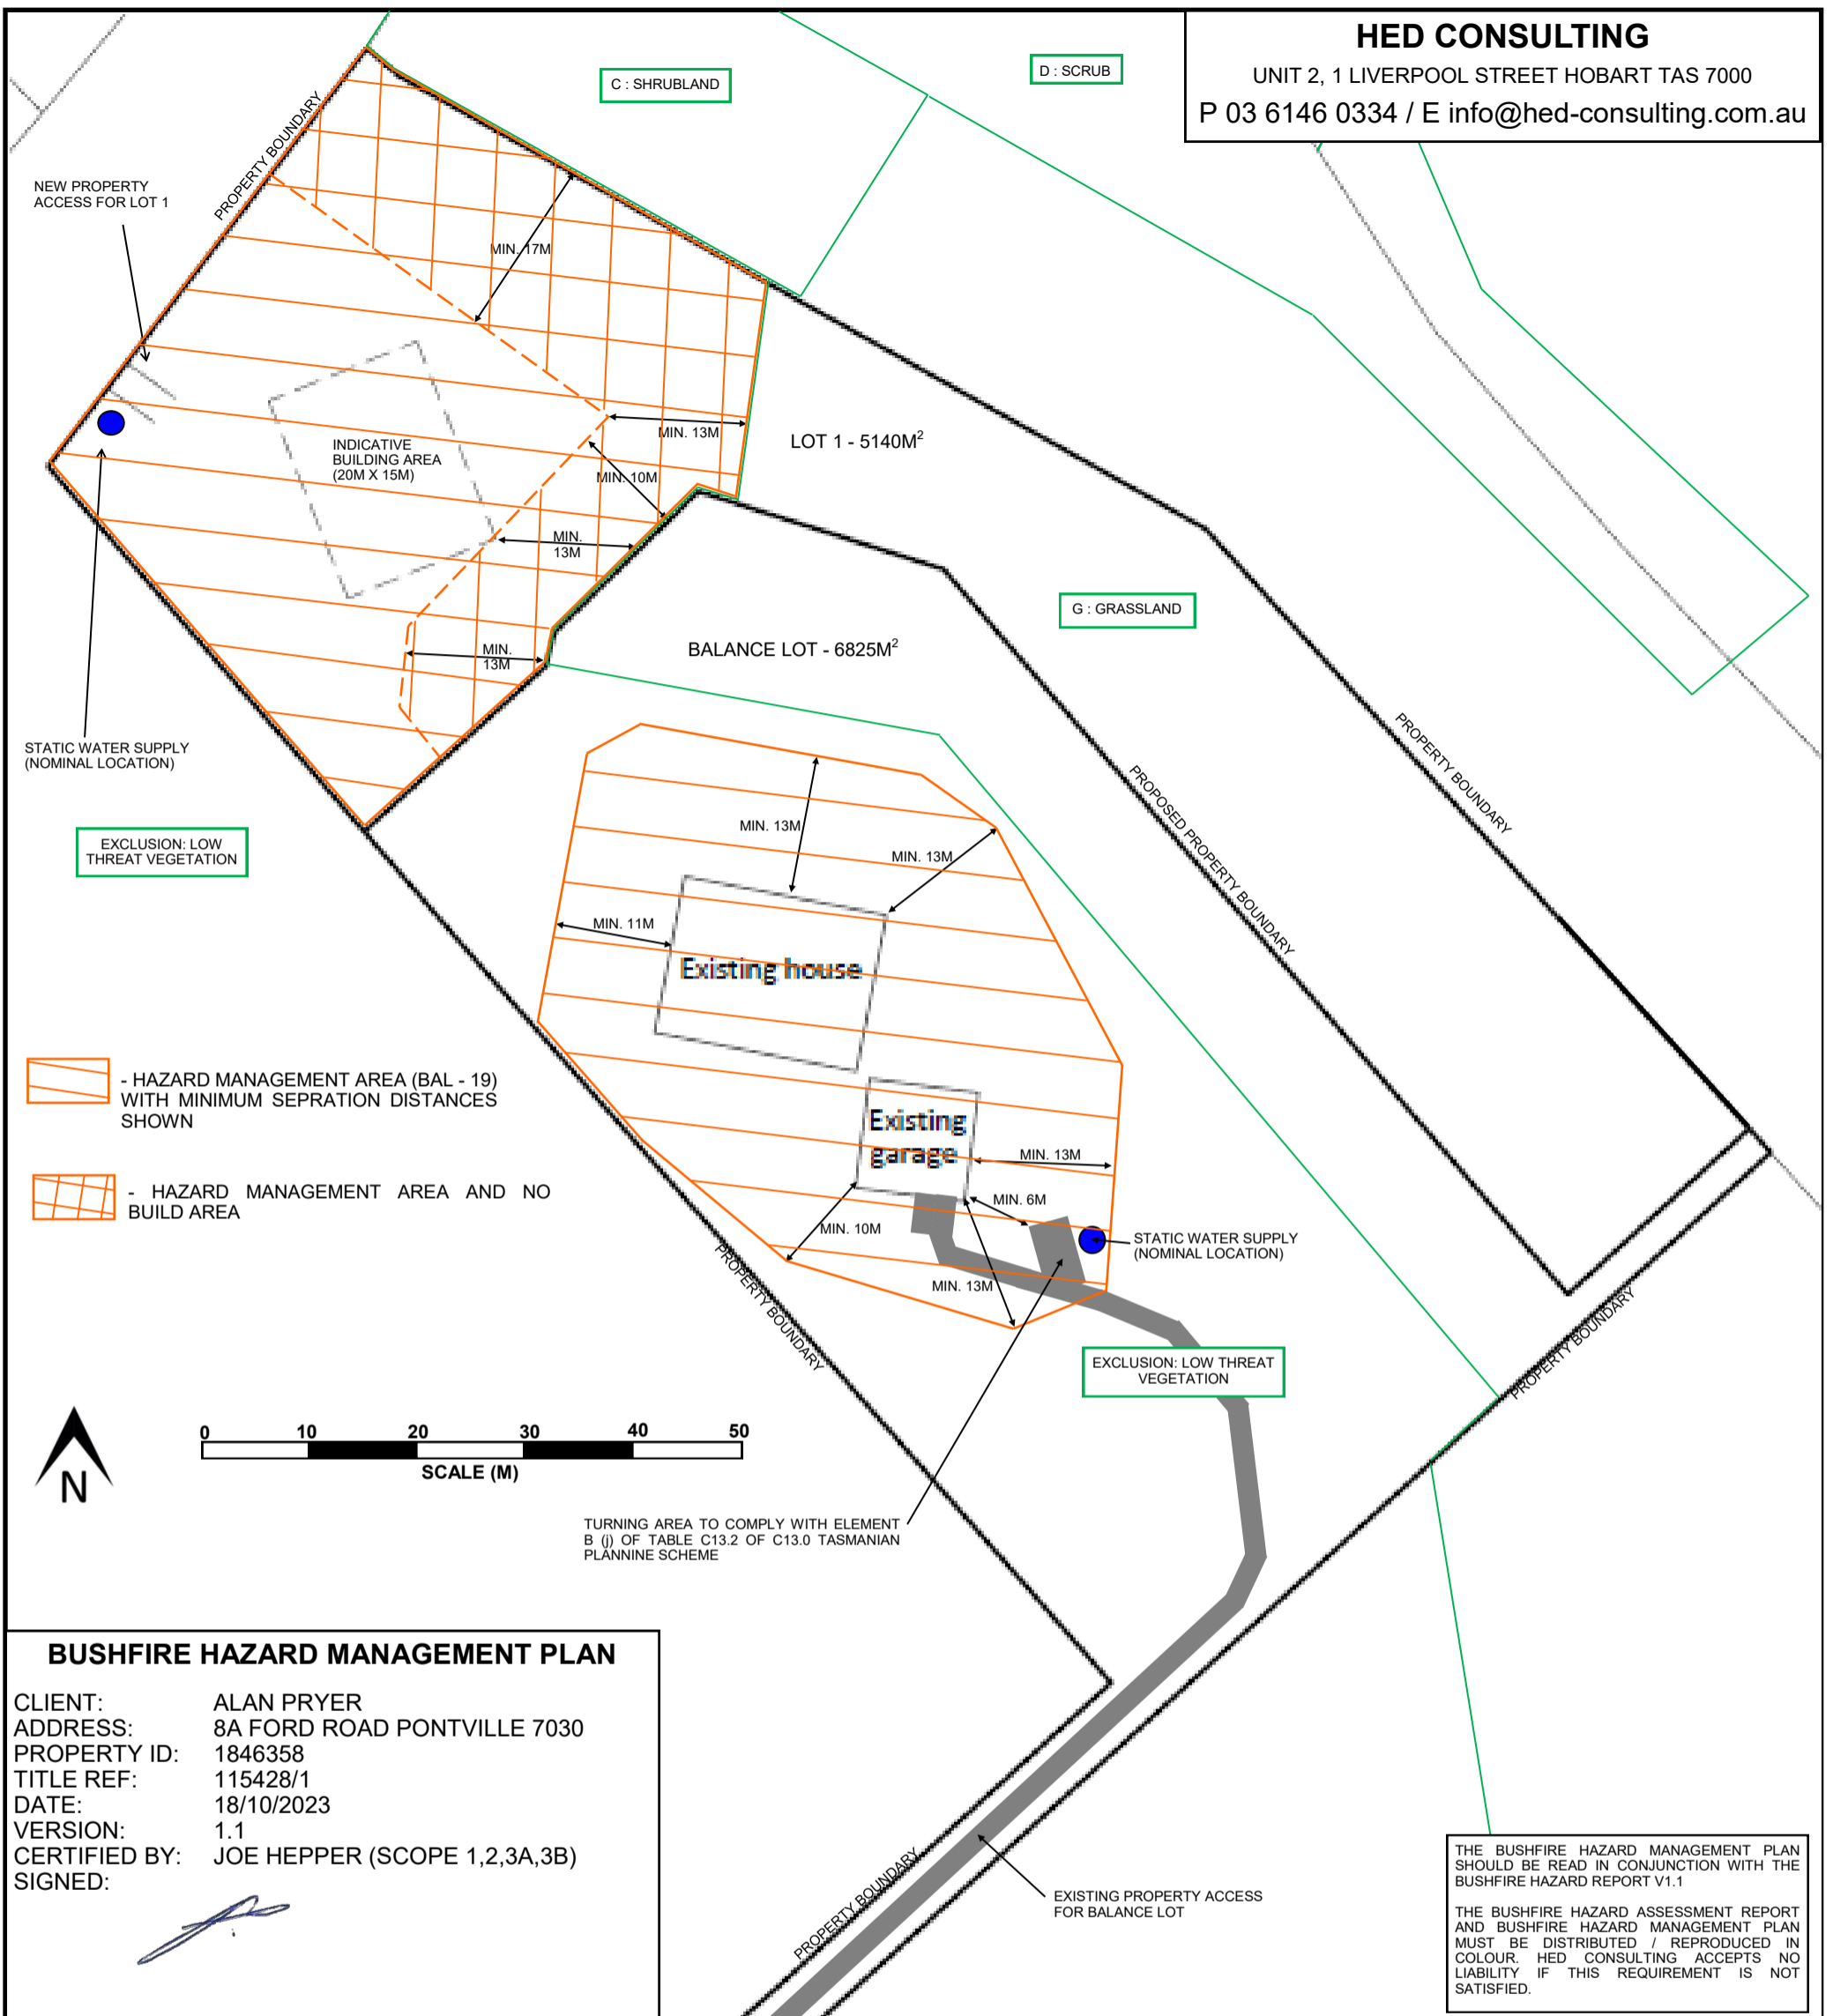 HED CONSULTING
UNIT 2, 1 LIVERPOOL STREET HOBART TAS 7000
P 03 6146 0334 / E info@hed-consulting.com.au
C : SHRUBLAND
D : SCRUB
PROPERTY BOUNDARY
NEW PROPERTY
ACCESS FOR LOT 1
MIN. 17M
MIN. 13M
LOT 1 - 5140M²
INDICATIVE
BUILDING AREA
(20M X 15M)
MIN. 10M
MIN.
13M
G : GRASSLAND
BALANCE LOT - 6825M²
MIN.
13M
STATIC WATER SUPPLY
(NOMINAL LOCATION)
PROPERTY BOUNDARY
PROPOSED PROPERTY BOUNDARY
EXCLUSION: LOW
THREAT VEGETATION
MIN. 13M
MIN. 13M
MIN. 11M
Existing house
- HAZARD MANAGEMENT AREA (BAL - 19)
WITH MINIMUM SEPRATION DISTANCES
SHOWN
Existing
garage
MIN. 13M
- HAZARD MANAGEMENT AREA AND NO
BUILD AREA
MIN. 6M
MIN. 10M
STATIC WATER SUPPLY
(NOMINAL LOCATION)
MIN. 13M
PROPERTY BOUNDARY
PROPERTY BOUNDARY
EXCLUSION: LOW THREAT
VEGETATION
0 10 20 30 40 50
SCALE (M)
N
TURNING AREA TO COMPLY WITH ELEMENT
B (j) OF TABLE C13.2 OF C13.0 TASMANIAN
PLANNINE SCHEME
BUSHFIRE HAZARD MANAGEMENT PLAN
CLIENT: ALAN PRYER
ADDRESS: 8A FORD ROAD PONTVILLE 7030
PROPERTY ID: 1846358
TITLE REF: 115428/1
DATE: 18/10/2023
VERSION: 1.1
CERTIFIED BY: JOE HEPPER (SCOPE 1,2,3A,3B)
SIGNED:
PROPERTY BOUNDARY
EXISTING PROPERTY ACCESS
FOR BALANCE LOT
THE BUSHFIRE HAZARD MANAGEMENT PLAN
SHOULD BE READ IN CONJUNCTION WITH THE
BUSHFIRE HAZARD REPORT V1.1
THE BUSHFIRE HAZARD ASSESSMENT REPORT
AND BUSHFIRE HAZARD MANAGEMENT PLAN
MUST BE DISTRIBUTED / REPRODUCED IN
COLOUR. HED CONSULTING ACCEPTS NO
LIABILITY IF THIS REQUIREMENT IS NOT
SATISFIED.